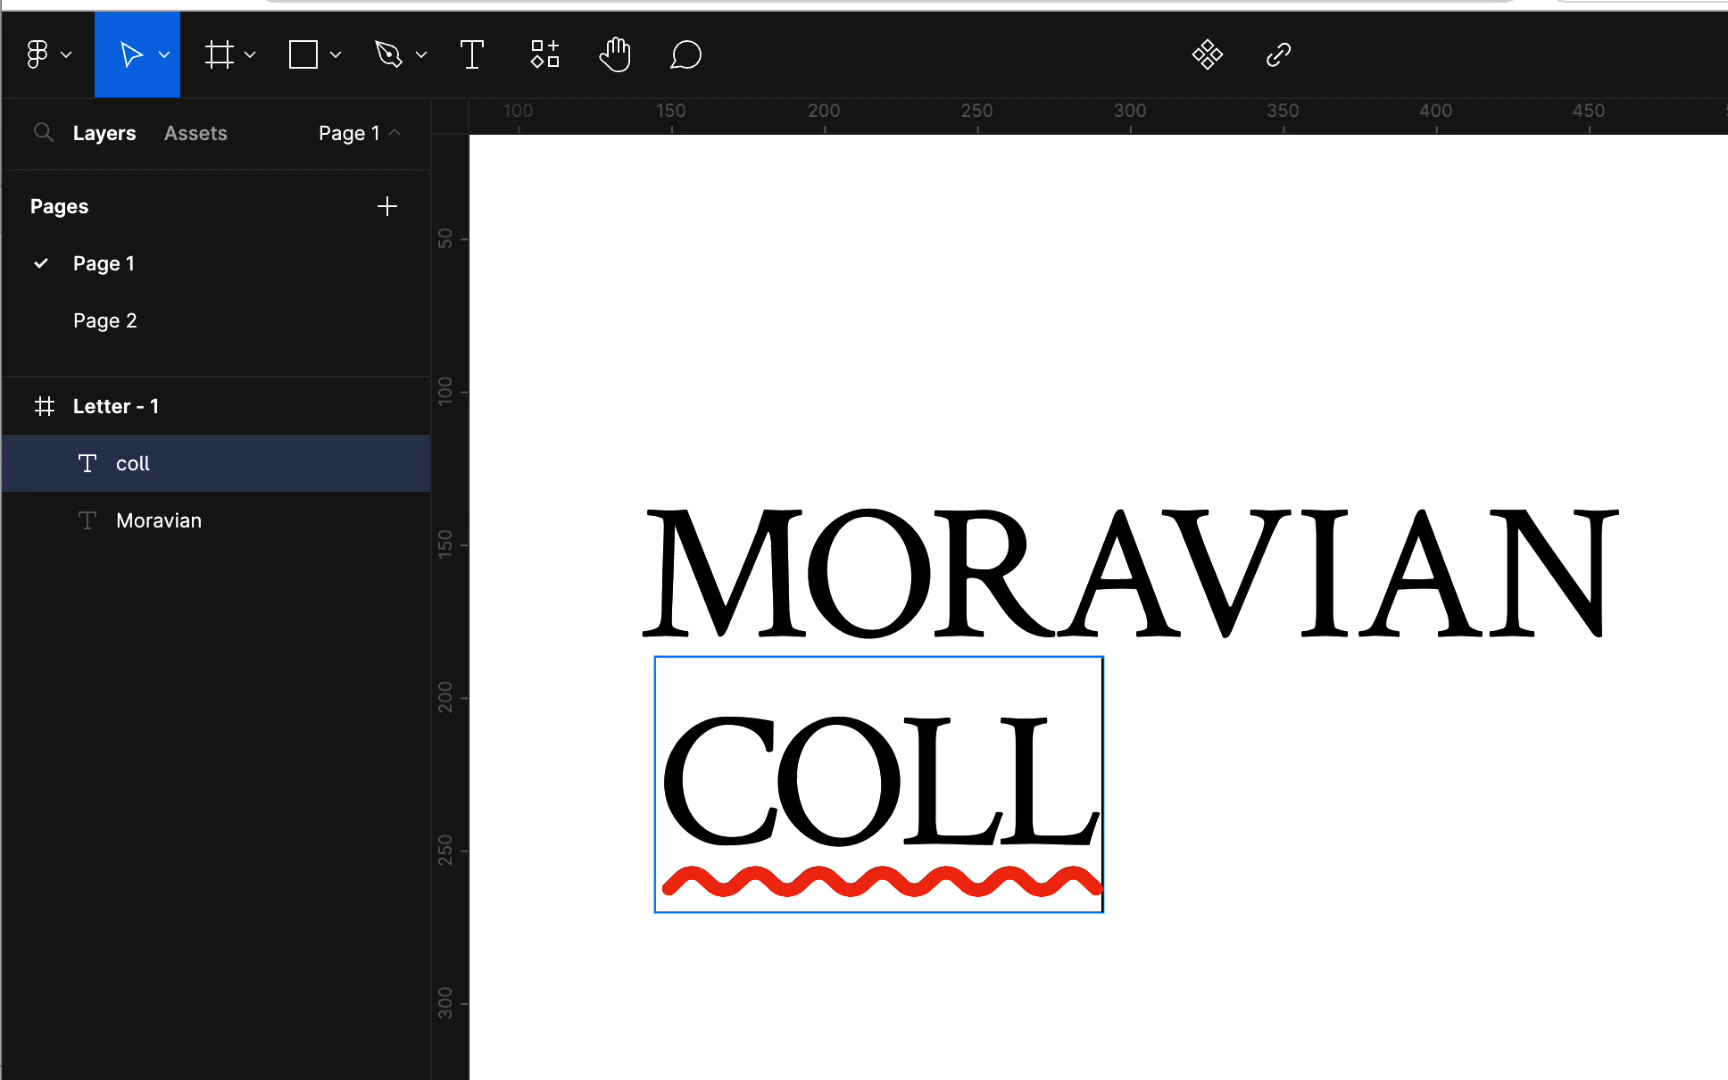 Layers Assets Page 1
Pages
Page 1
Page 2
Letter - 1
coll
Moravian
100 150 200 250 300 350 400 450
50
100
150
200
250
300
MORAVIAN
COLL